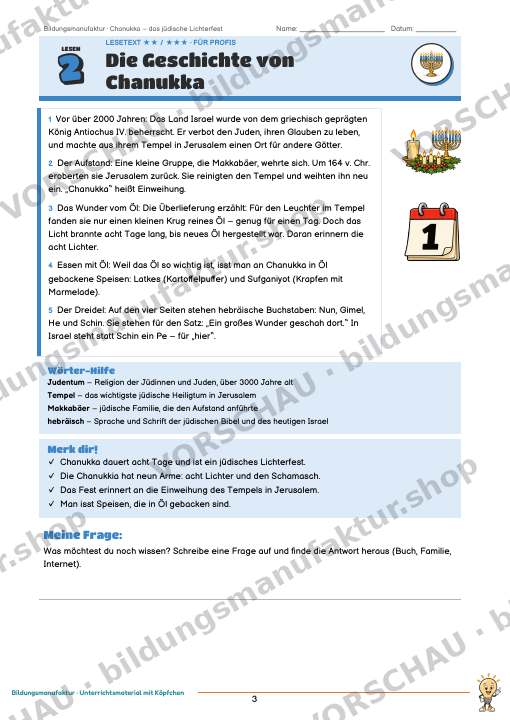 Bildungsmanufaktur · Chanukka – das jüdische Lichterfest Name: Datum:
LESEN
2
LESETEXT ★★ / ★★★ · FÜR PROFIS
Die Geschichte von
Chanukka
1 Vor über 2000 Jahren: Das Land Israel wurde von dem griechisch geprägten
König Antiochus IV. beherrscht. Er verbot den Juden, ihren Glauben zu leben,
und machte aus ihrem Tempel in Jerusalem einen Ort für andere Götter.
2 Der Aufstand: Eine kleine Gruppe, die Makkabäer, wehrte sich. Um 164 v. Chr.
eroberten sie Jerusalem zurück. Sie reinigten den Tempel und weihten ihn neu
ein. „Chanukka“ heißt Einweihung.
3 Das Wunder vom Öl: Die Überlieferung erzählt: Für den Leuchter im Tempel
fanden sie nur einen kleinen Krug reines Öl – genug für einen Tag. Doch das
Licht brannte acht Tage lang, bis neues Öl hergestellt war. Daran erinnern die
acht Lichter.
4 Essen mit Öl: Weil das Öl so wichtig ist, isst man an Chanukka in Öl
gebackene Speisen: Latkes (Kartoffelpuffer) und Sufganiyot (Krapfen mit
Marmelade).
5 Der Dreidel: Auf den vier Seiten stehen hebräische Buchstaben: Nun, Gimel,
He und Schin. Sie stehen für den Satz: „Ein großes Wunder geschah dort.“ In
Israel steht statt Schin ein Pe – für „hier“.
1
Wörter-Hilfe
Judentum – Religion der Jüdinnen und Juden, über 3000 Jahre alt
Tempel – das wichtigste jüdische Heiligtum in Jerusalem
Makkabäer – jüdische Familie, die den Aufstand anführte
hebräisch – Sprache und Schrift der jüdischen Bibel und des heutigen Israel
Merk dir!
✓ Chanukka dauert acht Tage und ist ein jüdisches Lichterfest.
✓ Die Chanukkia hat neun Arme: acht Lichter und den Schamasch.
✓ Das Fest erinnert an die Einweihung des Tempels in Jerusalem.
✓ Man isst Speisen, die in Öl gebacken sind.
Meine Frage:
Was möchtest du noch wissen? Schreibe eine Frage auf und finde die Antwort heraus (Buch, Familie,
Internet).
Bildungsmanufaktur · Unterrichtsmaterial mit Köpfchen
3
VORSCHAU · bildungsmanufaktur.shop